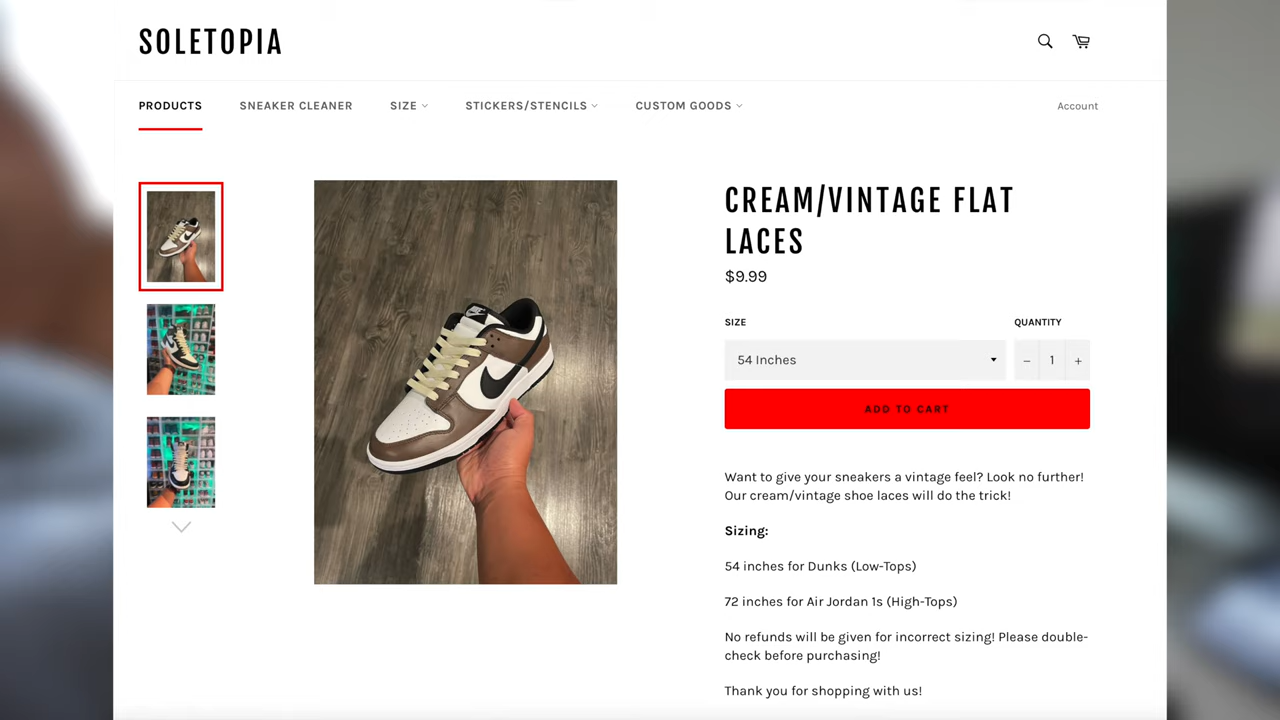 SOLETOPIA
PRODUCTS
SNEAKER CLEANER
SIZE
STICKERS/STENCILS
CUSTOM GOODS
Account
CREAM/VINTAGE FLAT
LACES
$9.99
SIZE
QUANTITY
54 Inches
− 1 +
ADD TO CART
Want to give your sneakers a vintage feel? Look no further!
Our cream/vintage shoe laces will do the trick!
Sizing:
54 inches for Dunks (Low-Tops)
72 inches for Air Jordan 1s (High-Tops)
No refunds will be given for incorrect sizing! Please double-
check before purchasing!
Thank you for shopping with us!